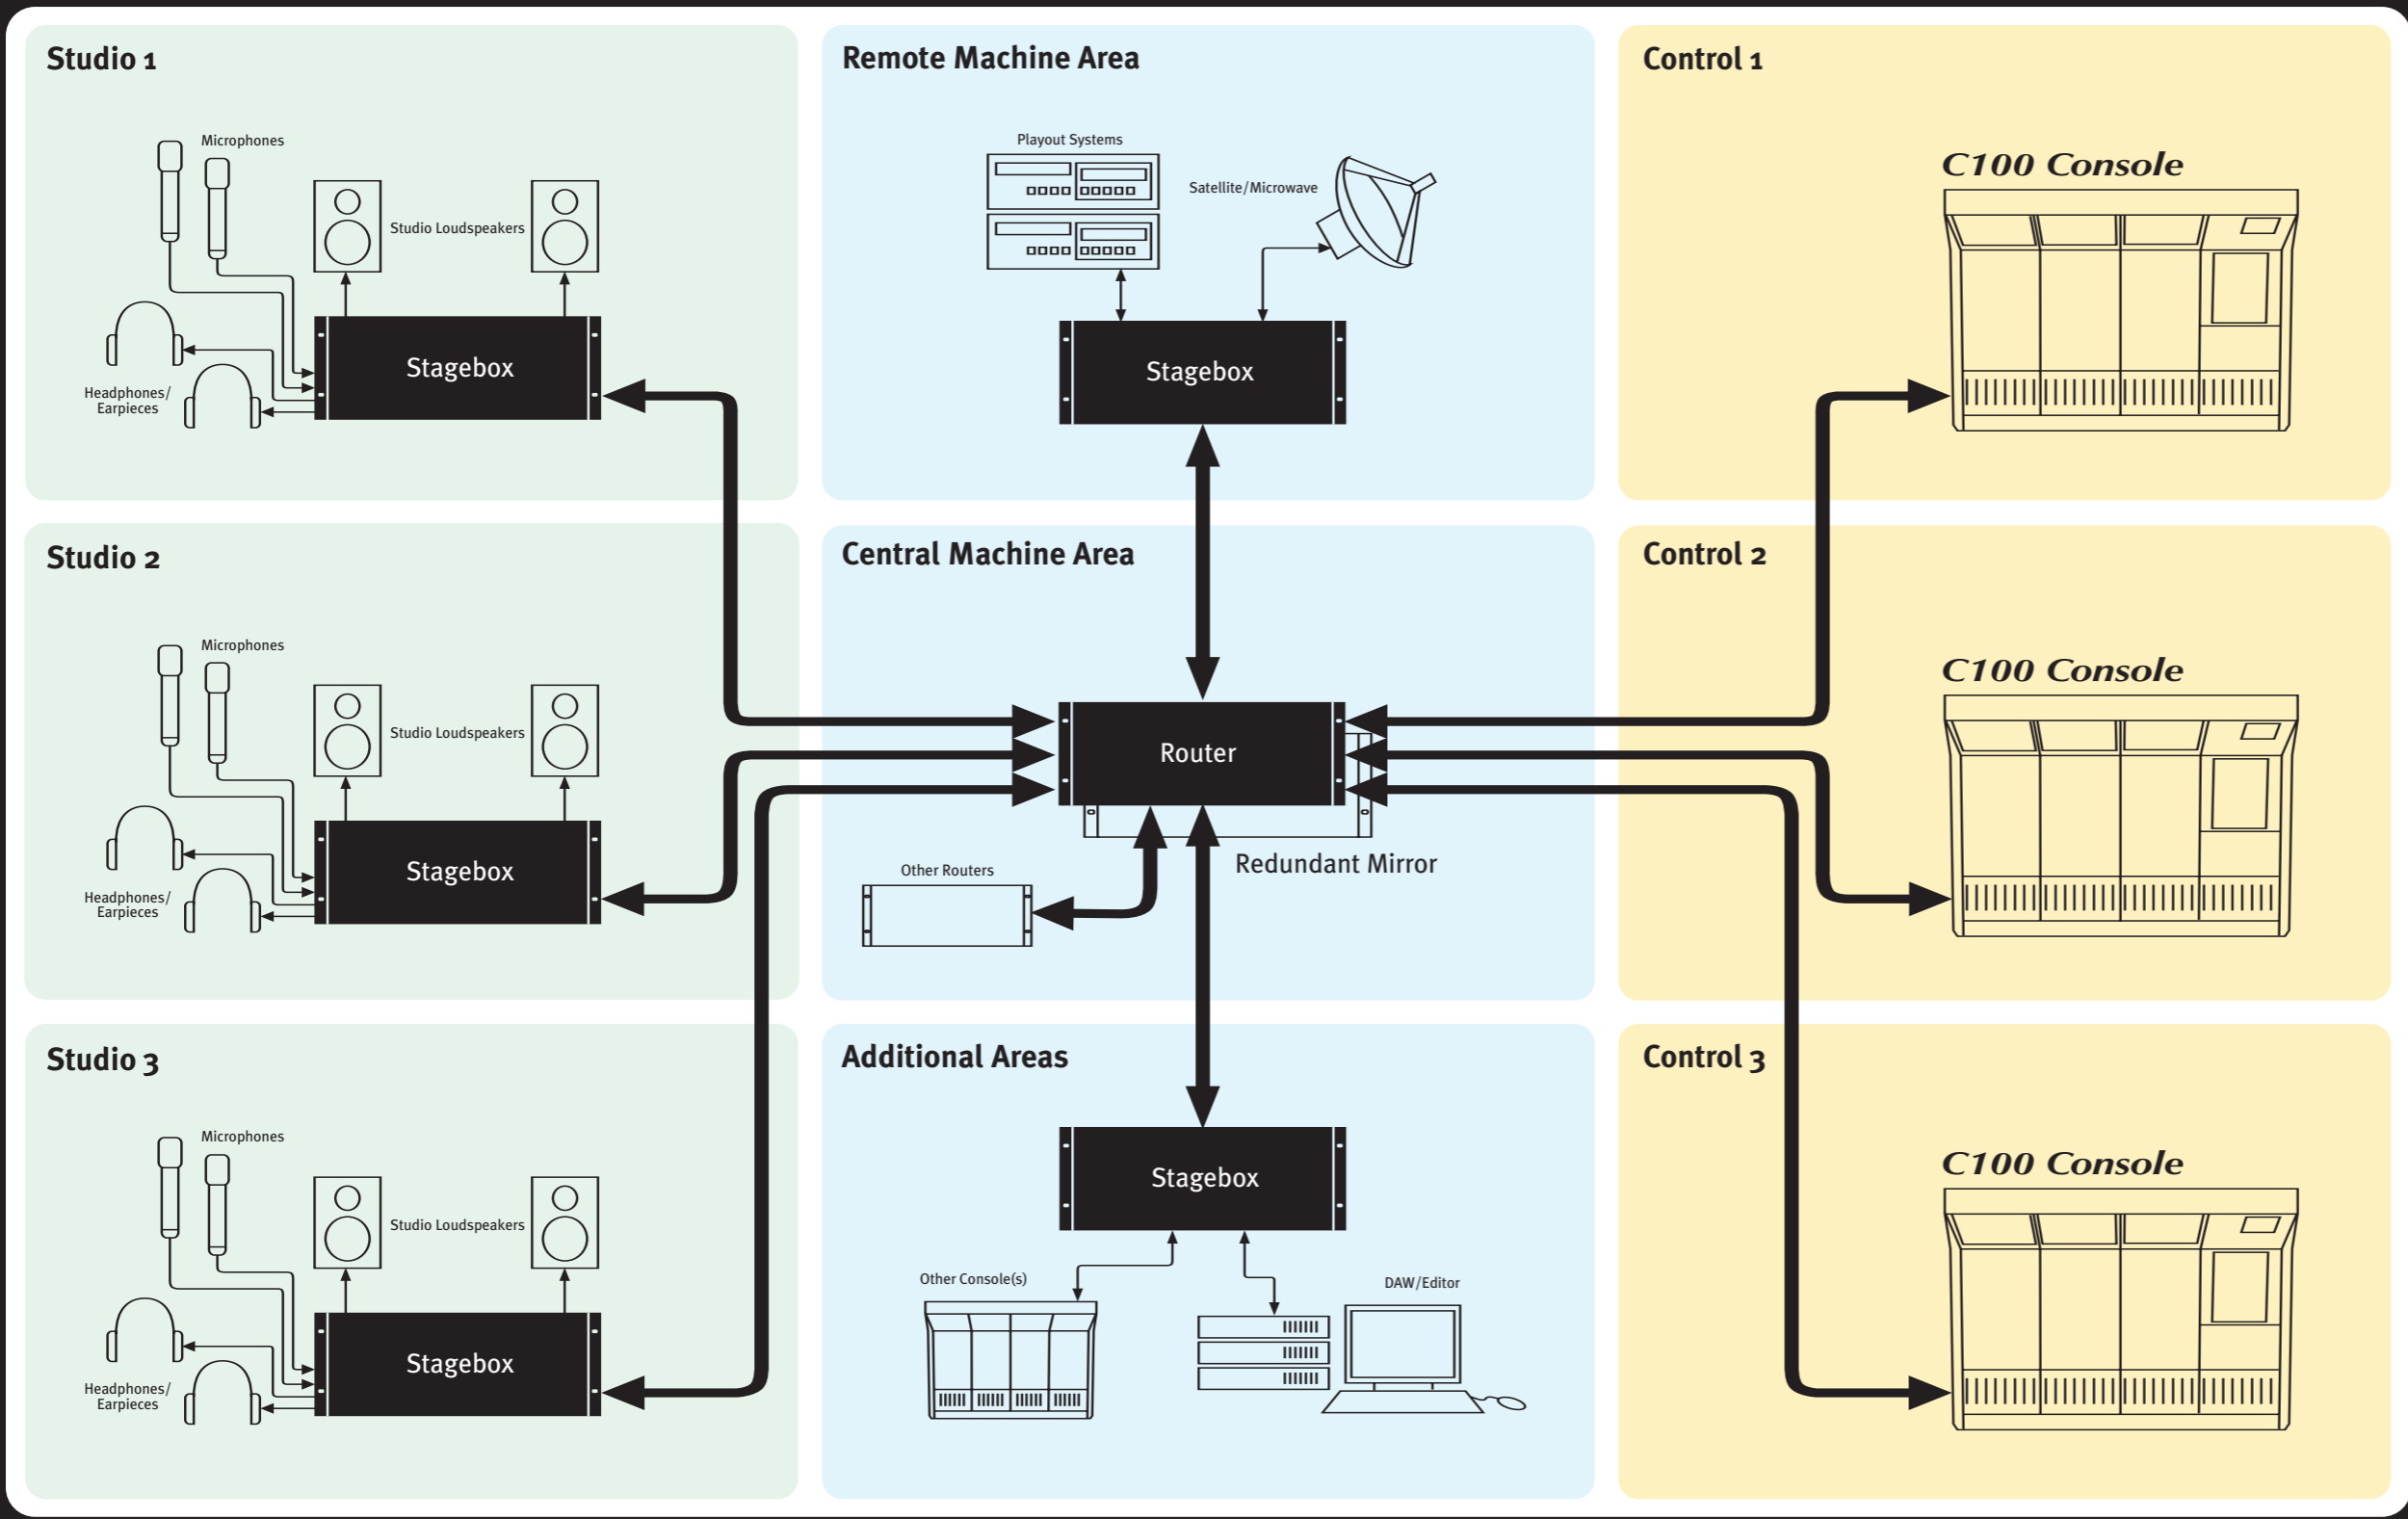 Studio 1
Microphones
Studio Loudspeakers
Stagebox
Headphones/
Earpieces
Remote Machine Area
Playout Systems
Satellite/Microwave
Stagebox
Control 1
C100 Console
Studio 2
Microphones
Studio Loudspeakers
Stagebox
Headphones/
Earpieces
Central Machine Area
Router
Redundant Mirror
Other Routers
Control 2
C100 Console
Studio 3
Microphones
Studio Loudspeakers
Stagebox
Headphones/
Earpieces
Additional Areas
Stagebox
Other Console(s)
DAW/Editor
Control 3
C100 Console